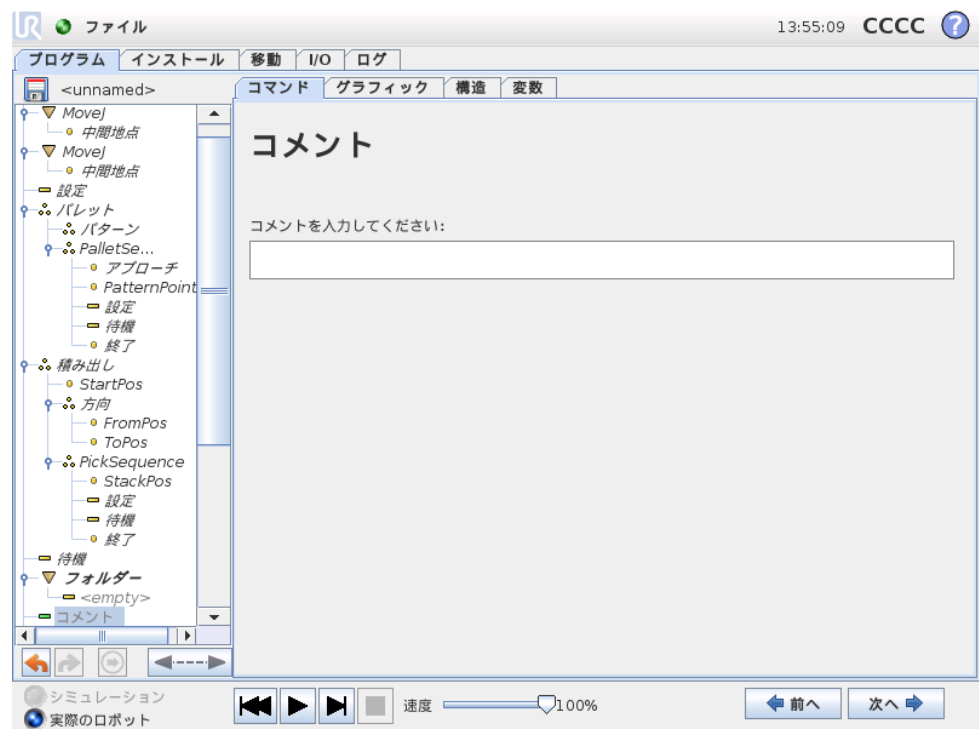 UR ファイル 13:55:09 CCCC ?
プログラム インストール 移動 I/O ログ
<unnamed> コマンド グラフィック 構造 変数
MoveJ
中間地点
MoveJ
中間地点
設定
パレット
パターン
PalletSe...
アプローチ
PatternPoint
設定
待機
終了
積み出し
StartPos
方向
FromPos
ToPos
PickSequence
StackPos
設定
待機
終了
待機
フォルダー
<empty>
コメント
コメント
コメントを入力してください:
シミュレーション
実際のロボット
速度 100% 前へ 次へ